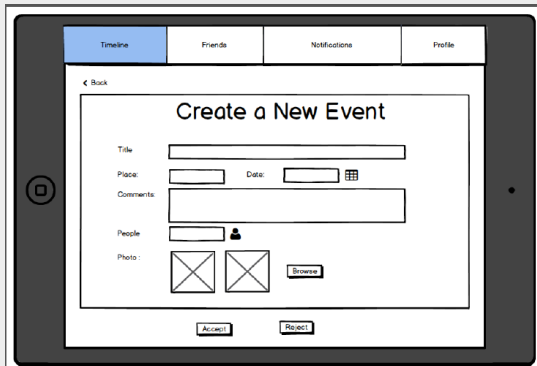 Timeline Friends Notifications Profile
Back
Create a New Event
Title
Place: Date:
Comments:
People
Photo :
Browse
Accept Reject